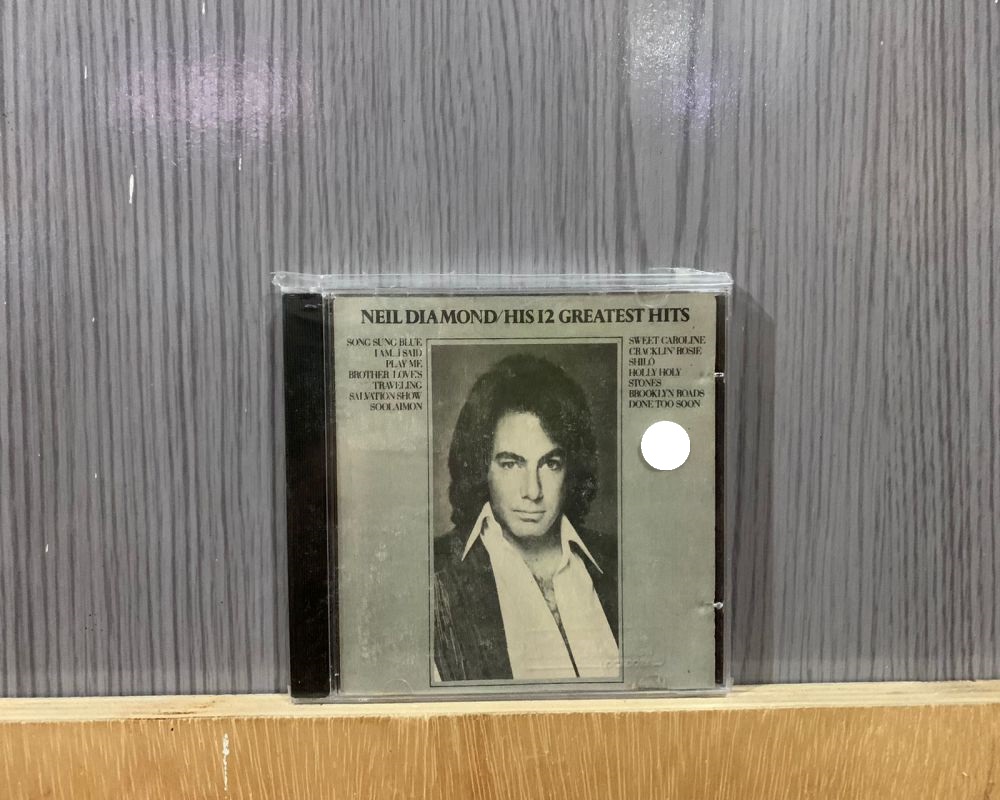 NEIL DIAMOND/HIS 12 GREATEST HITS
SONG SUNG BLUE
I AM...I SAID
PLAY ME
BROTHER LOVE'S
TRAVELING
SALVATION SHOW
SOOLAIMON
SWEET CAROLINE
CRACKLIN' ROSIE
SHILO
HOLLY HOLY
STONES
BROOKLYN ROADS
DONE TOO SOON